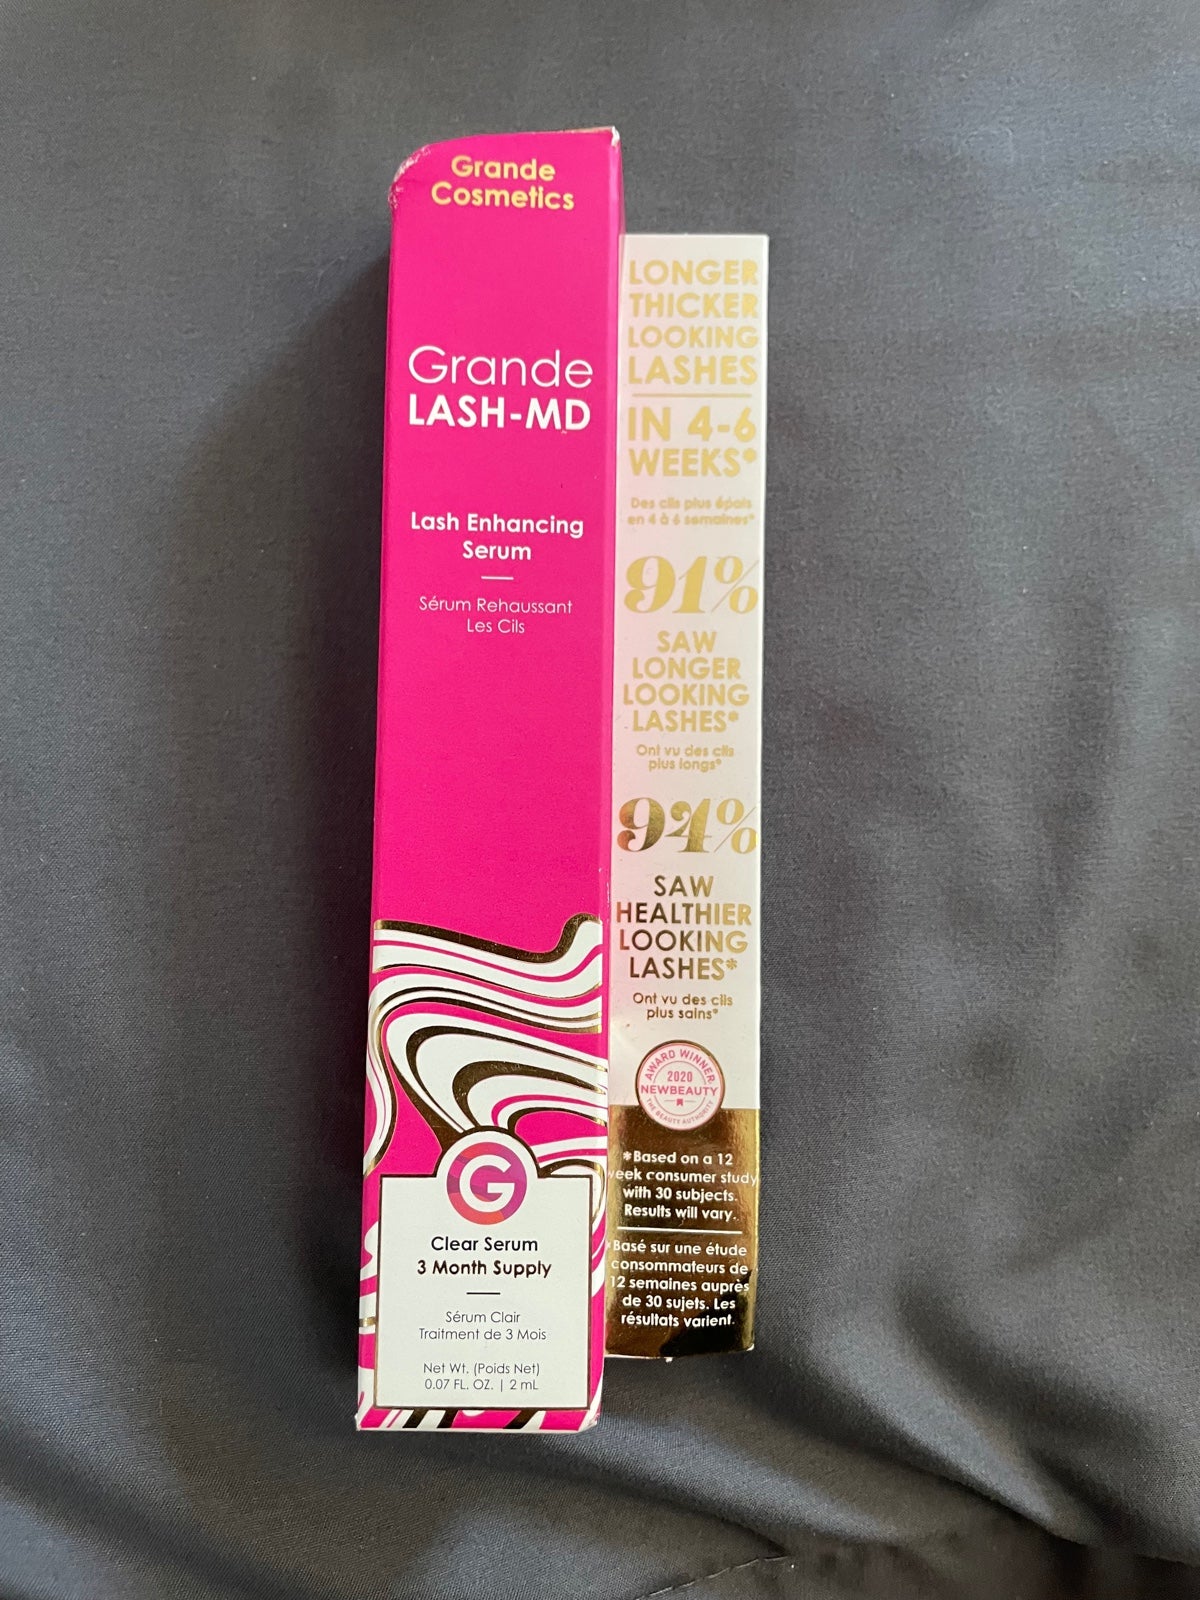 Grande
Cosmetics
Grande
LASH-MD
Lash Enhancing
Serum
Sérum Rehaussant
Les Cils
G
Clear Serum
3 Month Supply
Sérum Clair
Traitment de 3 Mois
Net Wt. (Poids Net)
0.07 FL. OZ. | 2 mL
LONGER
THICKER
LOOKING
LASHES
IN 4-6
WEEKS*
Des cils plus épais
en 4 à 6 semaines*
91%
SAW
LONGER
LOOKING
LASHES*
Ont vu des cils
plus longs*
94%
SAW
HEALTHIER
LOOKING
LASHES*
Ont vu des cils
plus sains*
AWARD WINNER
2020
NEWBEAUTY
THE BEAUTY AUTHORITY
*Based on a 12
week consumer study
with 30 subjects.
Results will vary.
*Basé sur une étude
consommateurs de
12 semaines auprès
de 30 sujets. Les
résultats varient.